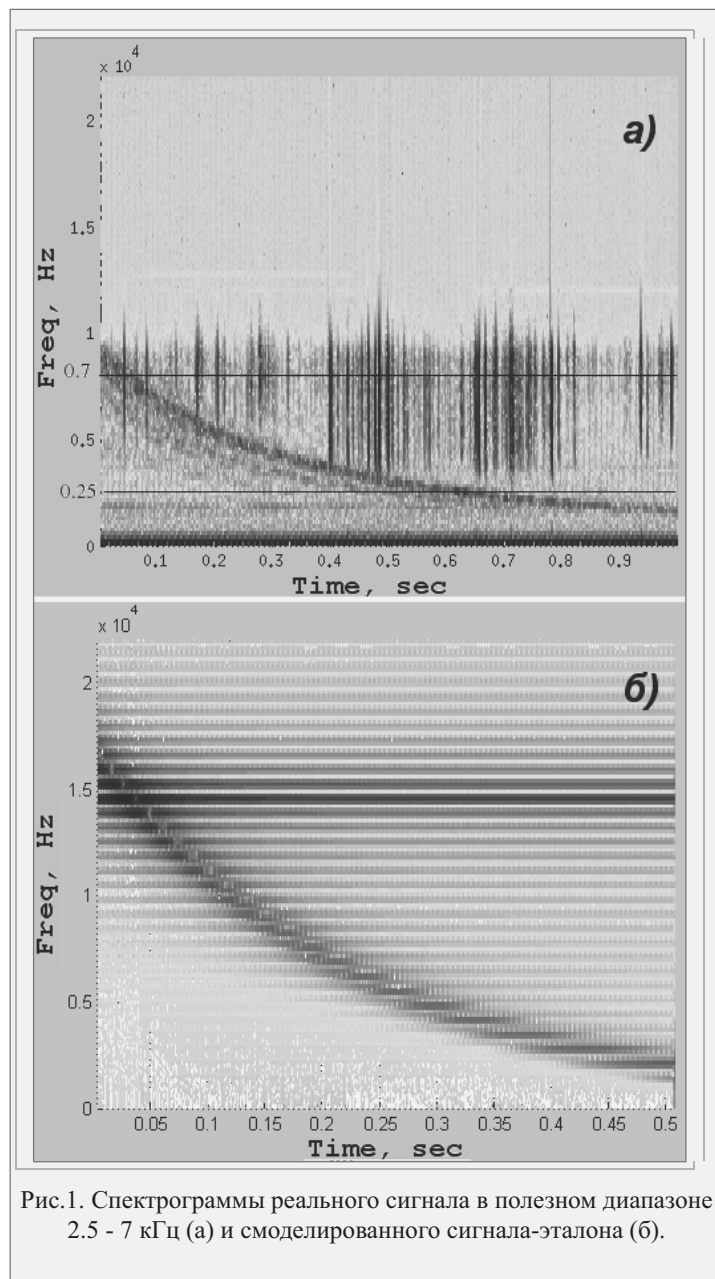 x 10^4
а)
2
1.5
1
0.7
0.5
0.25
0
Freq, Hz
0.1 0.2 0.3 0.4 0.5 0.6 0.7 0.8 0.9
Time, sec
x 10^4
б)
2
1.5
1
0.5
0
Freq, Hz
0.05 0.1 0.15 0.2 0.25 0.3 0.35 0.4 0.45 0.5
Time, sec
Рис.1. Спектрограммы реального сигнала в полезном диапазоне
2.5 - 7 кГц (а) и смоделированного сигнала-эталона (б).